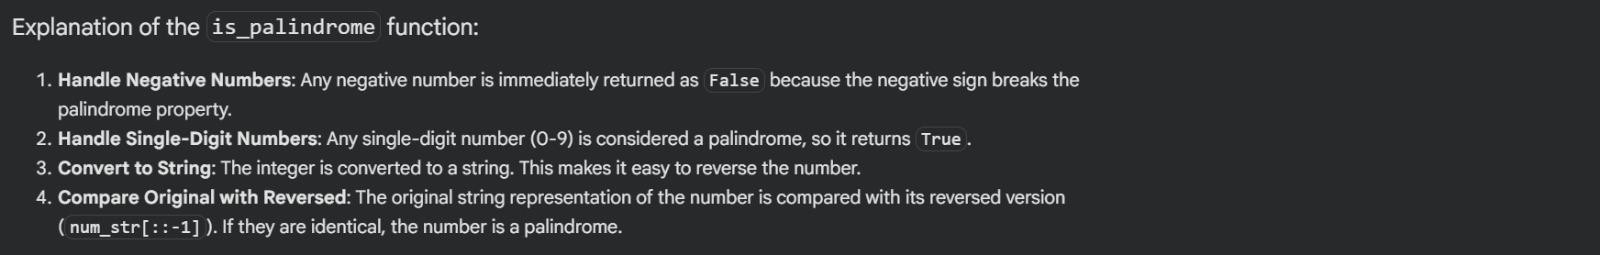 Explanation of the is_palindrome function:
1. Handle Negative Numbers: Any negative number is immediately returned as False because the negative sign breaks the
palindrome property.
2. Handle Single-Digit Numbers: Any single-digit number (0-9) is considered a palindrome, so it returns True.
3. Convert to String: The integer is converted to a string. This makes it easy to reverse the number.
4. Compare Original with Reversed: The original string representation of the number is compared with its reversed version
(num_str[::-1]). If they are identical, the number is a palindrome.